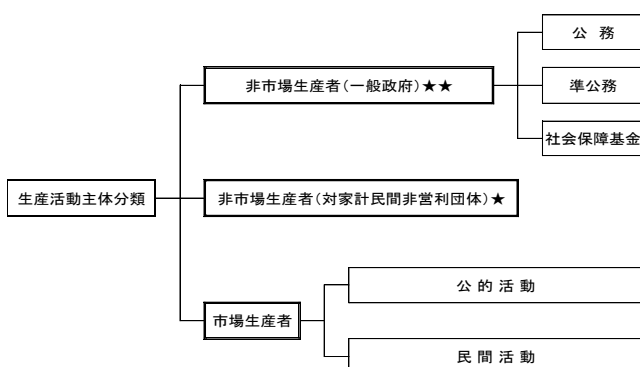 公 務
非市場生産者(一般政府)★★
準公務
社会保障基金
生産活動主体分類
非市場生産者(対家計民間非営利団体)★
公 的 活 動
市場生産者
民 間 活 動